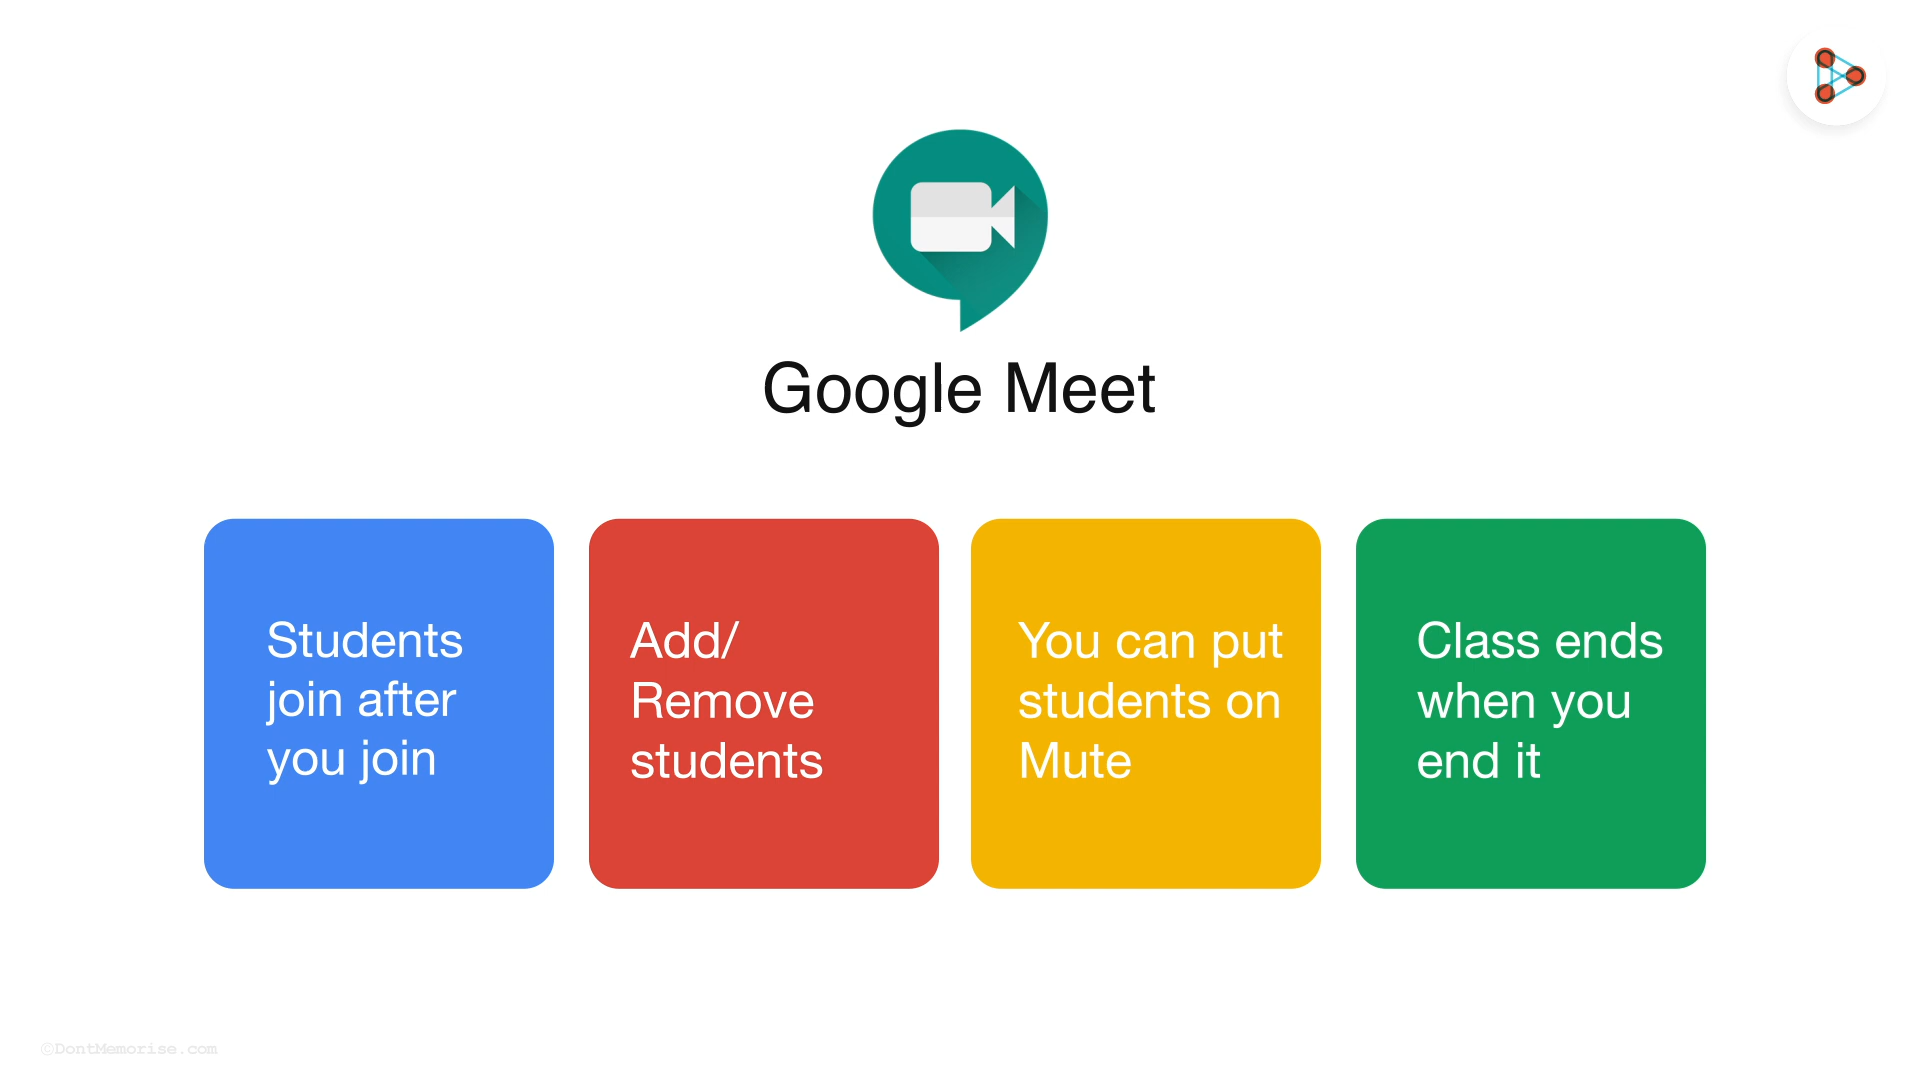 Google Meet
Students
join after
you join
Add/
Remove
students
You can put
students on
Mute
Class ends
when you
end it
©DontMemorise.com